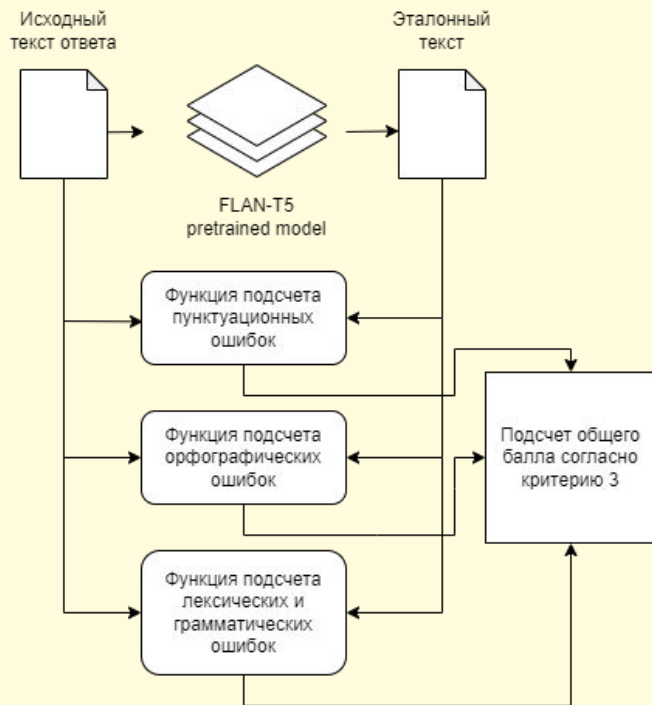 Исходный
текст ответа
Эталонный
текст
FLAN-T5
pretrained model
Функция подсчета
пунктуационных
ошибок
Функция подсчета
орфографических
ошибок
Подсчет общего
балла согласно
критерию 3
Функция подсчета
лексических и
грамматических
ошибок